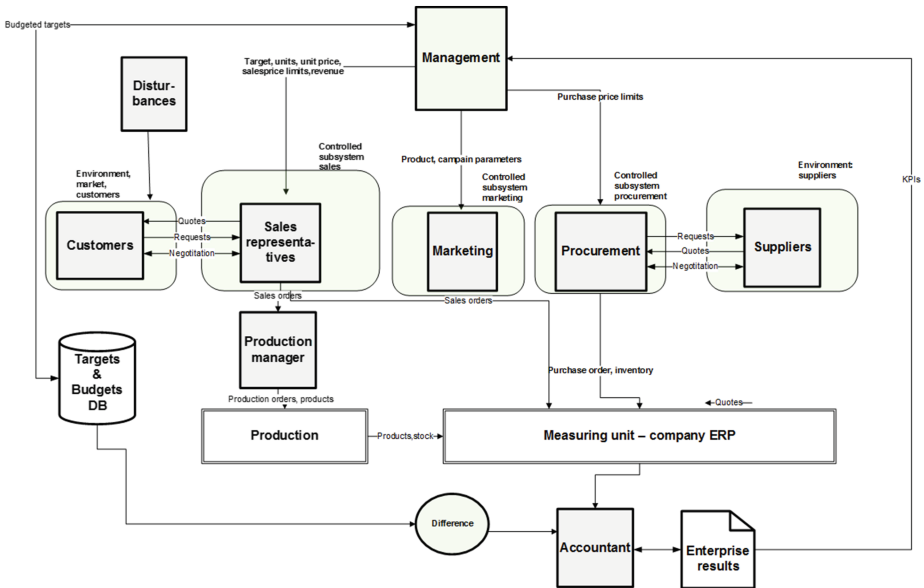 Budgeted targets
Management
Target, units, unit price,
salesprice limits,revenue
Purchase price limits
Distur-
bances
Product, campain parameters
Controlled
subsystem
sales
Environment,
market,
customers
Controlled
subsystem
marketing
Controlled
subsystem
procurement
Environment:
suppliers
KPIs
Customers
Quotes
Requests
Negotitation
Sales
representa-
tives
Marketing
Procurement
Requests
Quotes
Negotitation
Suppliers
Sales orders
Sales orders
Production
manager
Targets
&
Budgets
DB
Purchase order, inventory
Production orders, products
Quotes
Production
Products,stock
Measuring unit – company ERP
Difference
Accountant
Enterprise
results